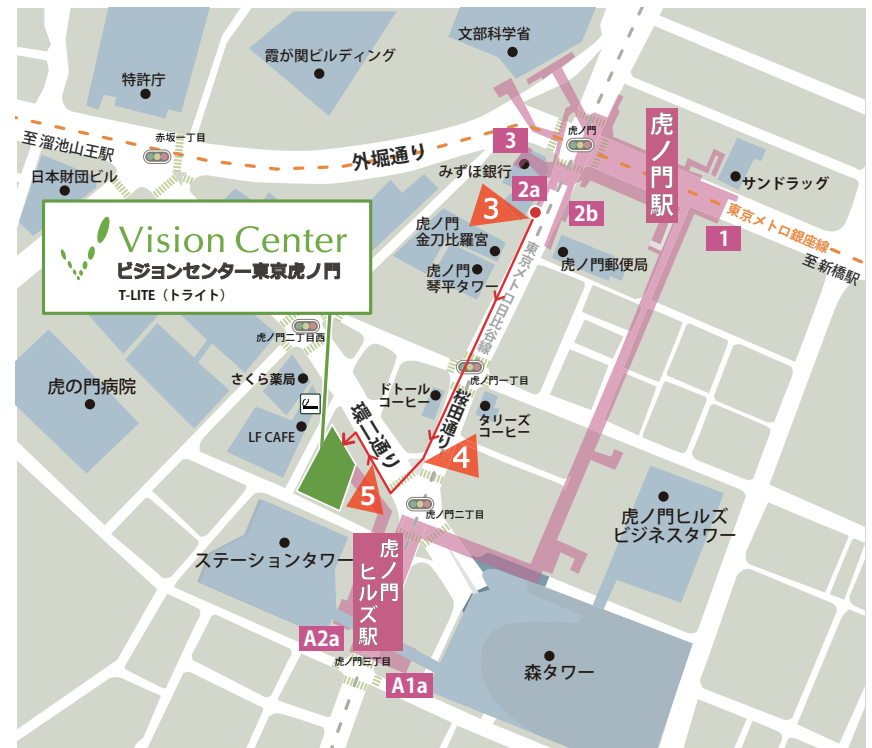 文部科学省
霞が関ビルディング
特許庁
虎ノ門
赤坂一丁目
至溜池山王駅
外堀通り
3
虎ノ門駅
みずほ銀行
日本財団ビル
サンドラッグ
2a
3
2b
1
東京メトロ銀座線
至新橋駅
Vision Center
ビジョンセンター東京虎ノ門
T-LITE（トライト）
虎ノ門
金刀比羅宮
虎ノ門
琴平タワー
東京メトロ日比谷線
虎ノ門郵便局
虎ノ門二丁目西
虎の門病院
さくら薬局
LF CAFE
虎ノ門一丁目
ドトール
コーヒー
桜田通り
タリーズ
コーヒー
環二通り
4
5
虎ノ門二丁目
虎ノ門ヒルズ
ビジネスタワー
ステーションタワー
虎ノ門
ヒルズ駅
A2a
虎ノ門三丁目
A1a
森タワー